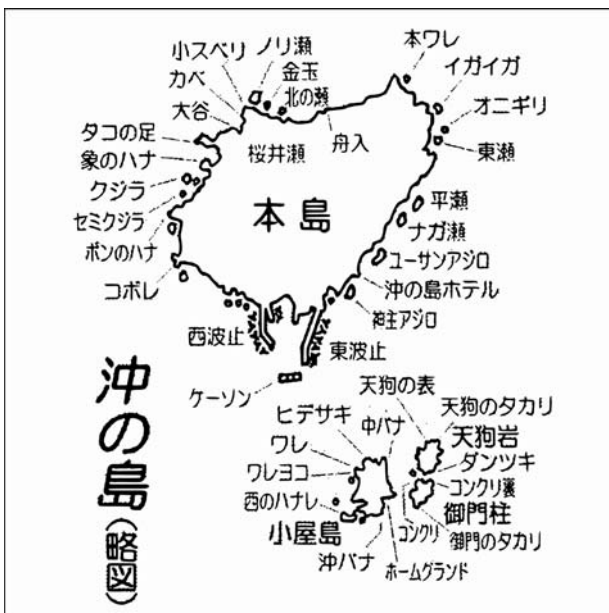 本ワレ
ノリ瀬
小スベリ
イガイガ
金玉
カベ
北の瀬
オニギリ
大谷
舟入
東瀬
タコの足
桜井瀬
象のハナ
クジラ
平瀬
本島
セミクジラ
ナガ瀬
ボンのハナ
ユーサンアジロ
コボレ
沖の島ホテル
神主アジロ
西波止
東波止
ケーソン
沖の島(略図)
天狗の表
天狗のタカリ
ヒデサキ
中バナ
天狗岩
ワレ
ダンツキ
ワレヨコ
コンクリ裏
西のハナレ
御門柱
小屋島
コンクリ
御門のタカリ
沖バナ
ホームグランド